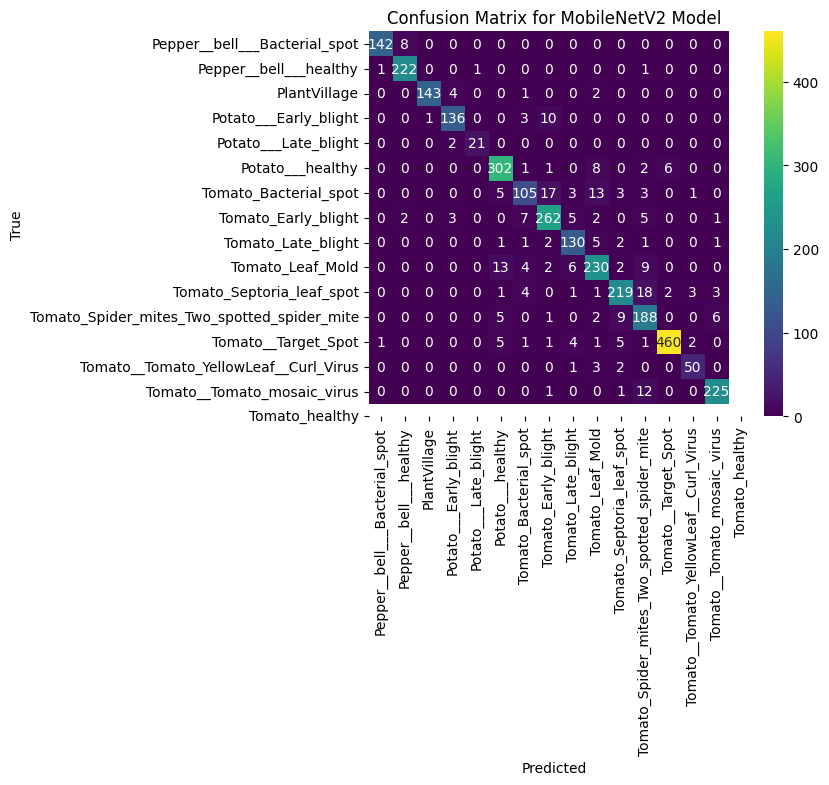 Confusion Matrix for MobileNetV2 Model
Pepper__bell___Bacterial_spot 142 8 0 0 0 0 0 0 0 0 0 0 0 0 0
Pepper__bell___healthy 1 222 0 0 1 0 0 0 0 0 0 1 0 0 0
PlantVillage 0 0 143 4 0 0 1 0 0 2 0 0 0 0 0
Potato___Early_blight 0 0 1 136 0 0 3 10 0 0 0 0 0 0 0
Potato___Late_blight 0 0 0 2 21 0 0 0 0 0 0 0 0 0 0
Potato___healthy 0 0 0 0 0 302 1 1 0 8 0 2 6 0 0
Tomato_Bacterial_spot 0 0 0 0 0 5 105 17 3 13 3 3 0 1 0
Tomato_Early_blight 0 2 0 3 0 0 7 262 5 2 0 5 0 0 1
Tomato_Late_blight 0 0 0 0 0 1 1 2 130 5 2 1 0 0 1
Tomato_Leaf_Mold 0 0 0 0 0 13 4 2 6 230 2 9 0 0 0
Tomato_Septoria_leaf_spot 0 0 0 0 0 1 4 0 1 1 219 18 2 3 3
Tomato_Spider_mites_Two_spotted_spider_mite 0 0 0 0 0 5 0 1 0 2 9 188 0 0 6
Tomato__Target_Spot 1 0 0 0 0 5 1 1 4 1 5 1 460 2 0
Tomato__Tomato_YellowLeaf__Curl_Virus 0 0 0 0 0 0 0 0 1 3 2 0 0 50 0
Tomato__Tomato_mosaic_virus 0 0 0 0 0 0 0 1 0 0 1 12 0 0 225
Tomato_healthy
True
400
300
200
100
0
Pepper__bell___Bacterial_spot
Pepper__bell___healthy
PlantVillage
Potato___Early_blight
Potato___Late_blight
Potato___healthy
Tomato_Bacterial_spot
Tomato_Early_blight
Tomato_Late_blight
Tomato_Leaf_Mold
Tomato_Septoria_leaf_spot
Tomato_Spider_mites_Two_spotted_spider_mite
Tomato__Target_Spot
Tomato__Tomato_YellowLeaf__Curl_Virus
Tomato__Tomato_mosaic_virus
Tomato_healthy
Predicted